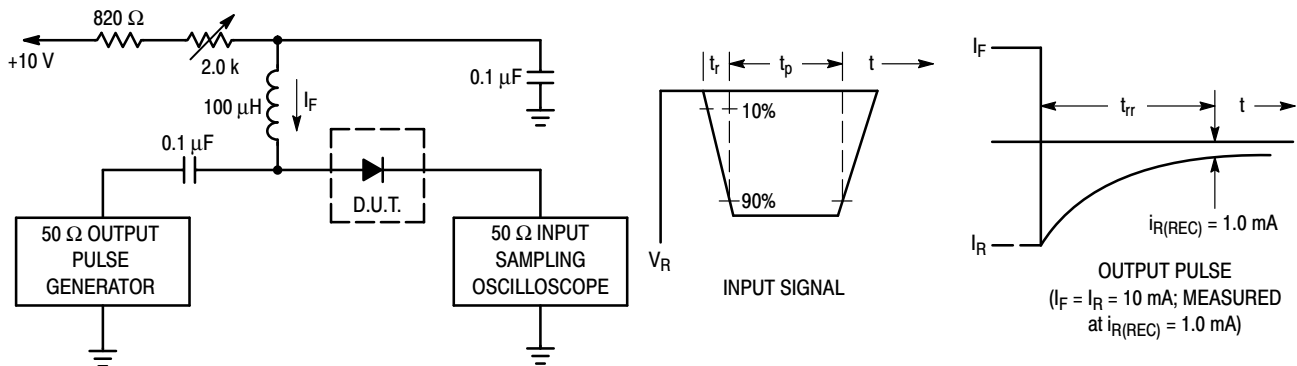 820 Ω
+10 V
2.0 k
100 μH
I_F
0.1 μF
0.1 μF
D.U.T.
50 Ω OUTPUT
PULSE
GENERATOR
50 Ω INPUT
SAMPLING
OSCILLOSCOPE
t_r
t_p
t
10%
90%
V_R
INPUT SIGNAL
I_F
t_rr
t
I_R
i_R(REC) = 1.0 mA
OUTPUT PULSE
(I_F = I_R = 10 mA; MEASURED
at i_R(REC) = 1.0 mA)